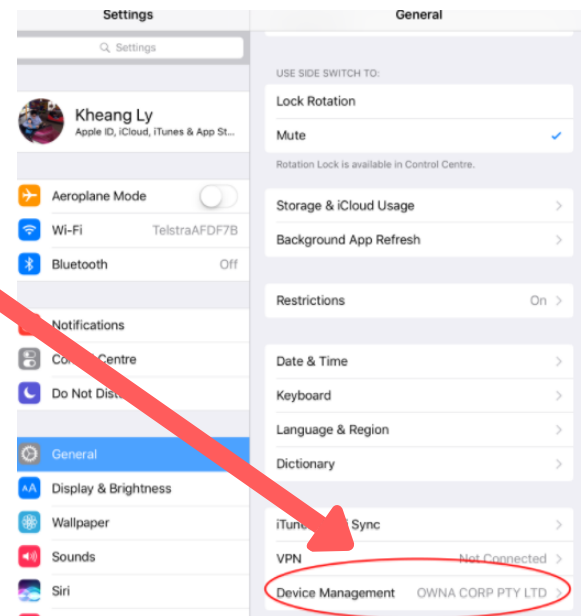 Settings
Settings
Kheang Ly
Apple ID, iCloud, iTunes & App St...
Aeroplane Mode
Wi-Fi TelstraAFDF7B
Bluetooth Off
Notifications
Centre
Do Not
General
Display & Brightness
Wallpaper
Sounds
Siri
General
USE SIDE SWITCH TO:
Lock Rotation
Mute
Rotation Lock is available in Control Centre.
Storage & iCloud Usage
Background App Refresh
Restrictions On
Date & Time
Keyboard
Language & Region
Dictionary
Sync
VPN Not Connected
Device Management OWNA CORP PTY LTD